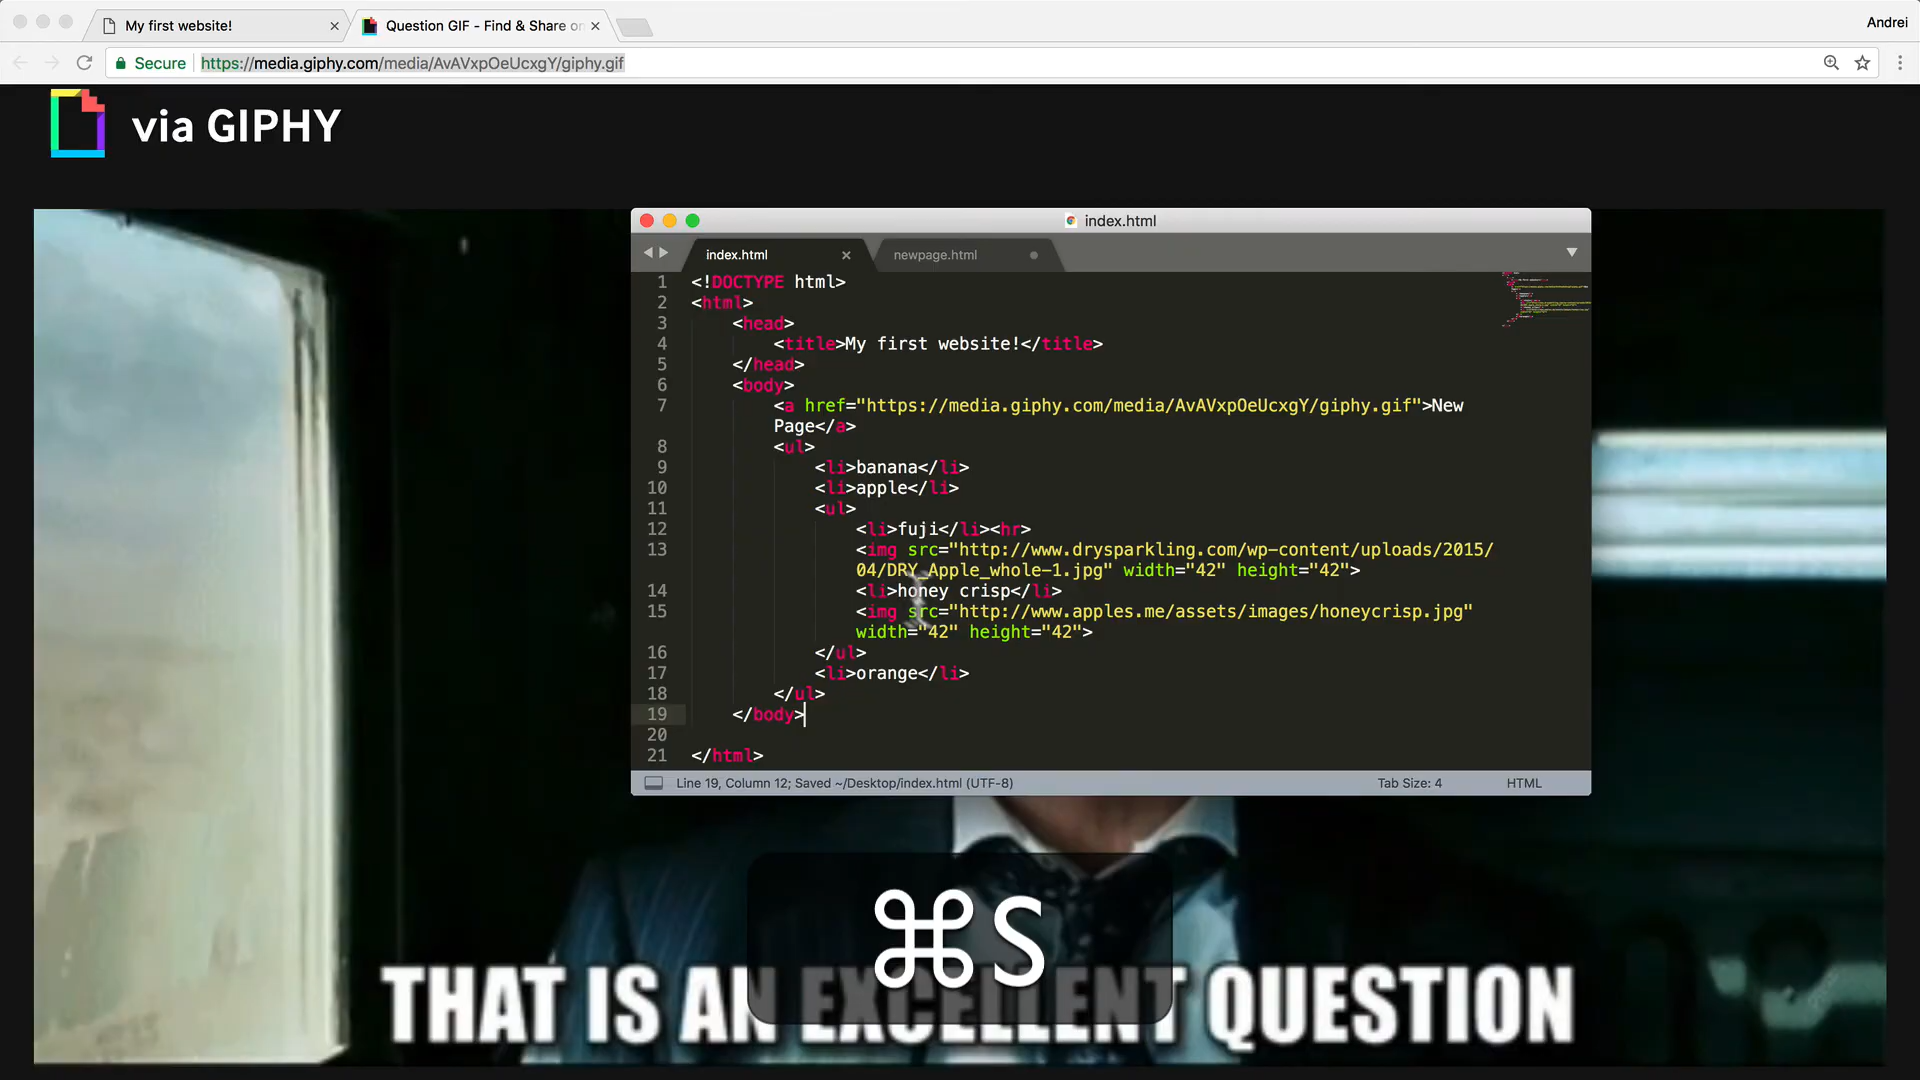 My first website!
Question GIF - Find & Share on
Andrei
Secure https://media.giphy.com/media/AvAVxpOeUcxgY/giphy.gif
via GIPHY
index.html
index.html newpage.html
1 <!DOCTYPE html>
2 <html>
3 <head>
4 <title>My first website!</title>
5 </head>
6 <body>
7 <a href="https://media.giphy.com/media/AvAVxpOeUcxgY/giphy.gif">New
Page</a>
8 <ul>
9 <li>banana</li>
10 <li>apple</li>
11 <ul>
12 <li>fuji</li><hr>
13 <img src="http://www.drysparkling.com/wp-content/uploads/2015/
04/DRY_Apple_whole-1.jpg" width="42" height="42">
14 <li>honey crisp</li>
15 <img src="http://www.apples.me/assets/images/honeycrisp.jpg"
width="42" height="42">
16 </ul>
17 <li>orange</li>
18 </ul>
19 </body>
20
21 </html>
Line 19, Column 12; Saved ~/Desktop/index.html (UTF-8) Tab Size: 4 HTML
⌘S
THAT IS AN EXCELLENT QUESTION